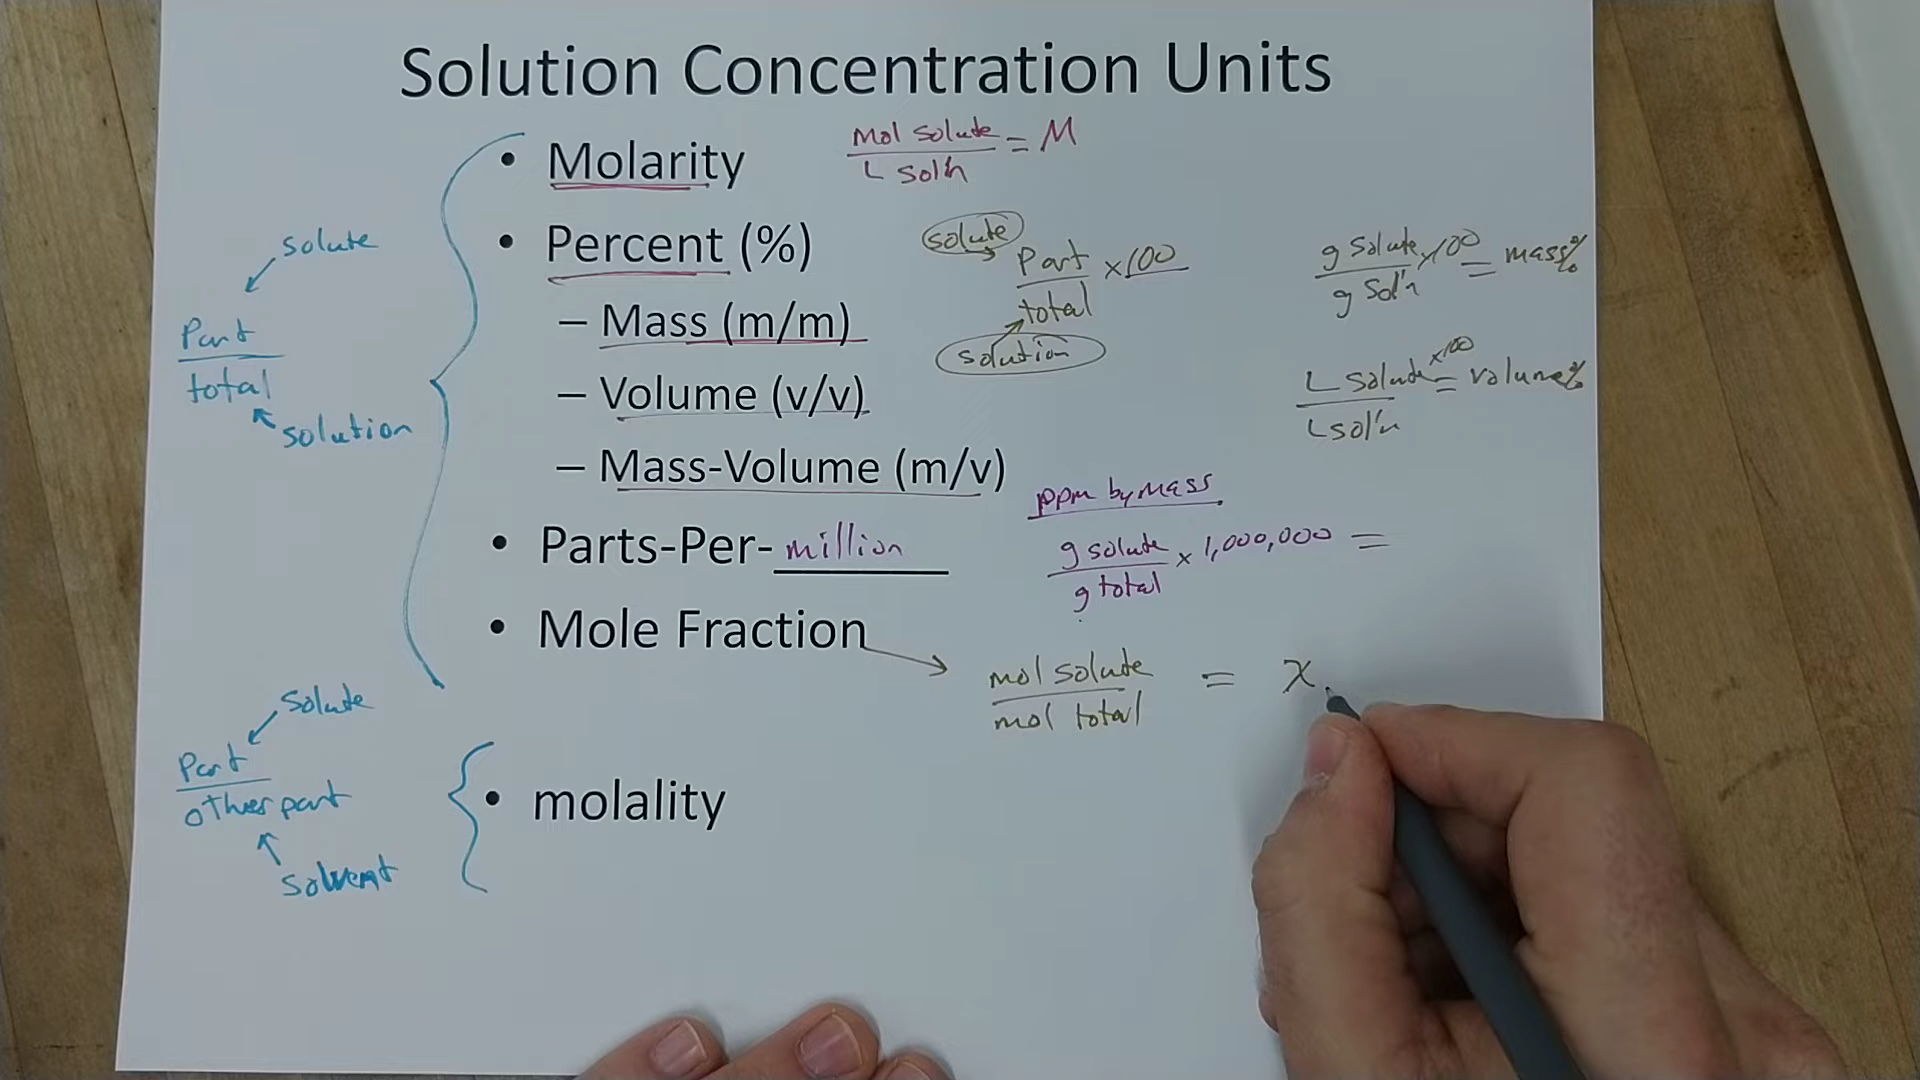 Solution Concentration Units
• Molarity
mol solute / L sol'n = M
• Percent (%)
solute
Part / total × 100
solution
g solute / g sol'n × 100 = mass%
– Mass (m/m)
– Volume (v/v)
L solute / L sol'n × 100 = volume%
– Mass-Volume (m/v)
solute
Part / total
solution
ppm by mass
• Parts-Per- million
g solute / g total × 1,000,000 =
• Mole Fraction
mol solute / mol total = X
solute
Part / other part
solvent
• molality